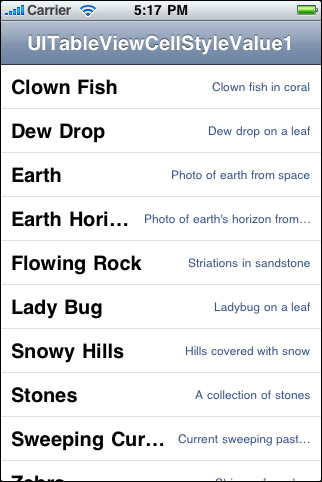 Carrier 5:17 PM
UITableViewCellStyleValue1
Clown Fish Clown fish in coral
Dew Drop Dew drop on a leaf
Earth Photo of earth from space
Earth Hori... Photo of earth's horizon from...
Flowing Rock Striations in sandstone
Lady Bug Ladybug on a leaf
Snowy Hills Hills covered with snow
Stones A collection of stones
Sweeping Cur... Current sweeping past...
Zebra